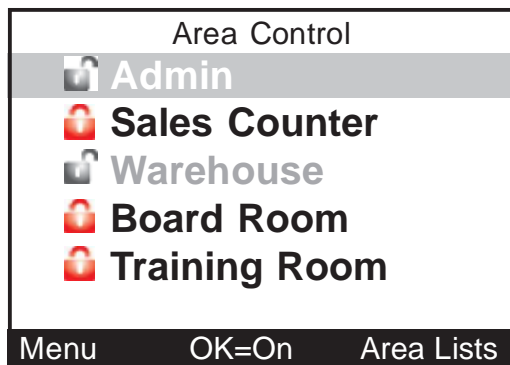 Area Control
Admin
Sales Counter
Warehouse
Board Room
Training Room
Menu OK=On Area Lists